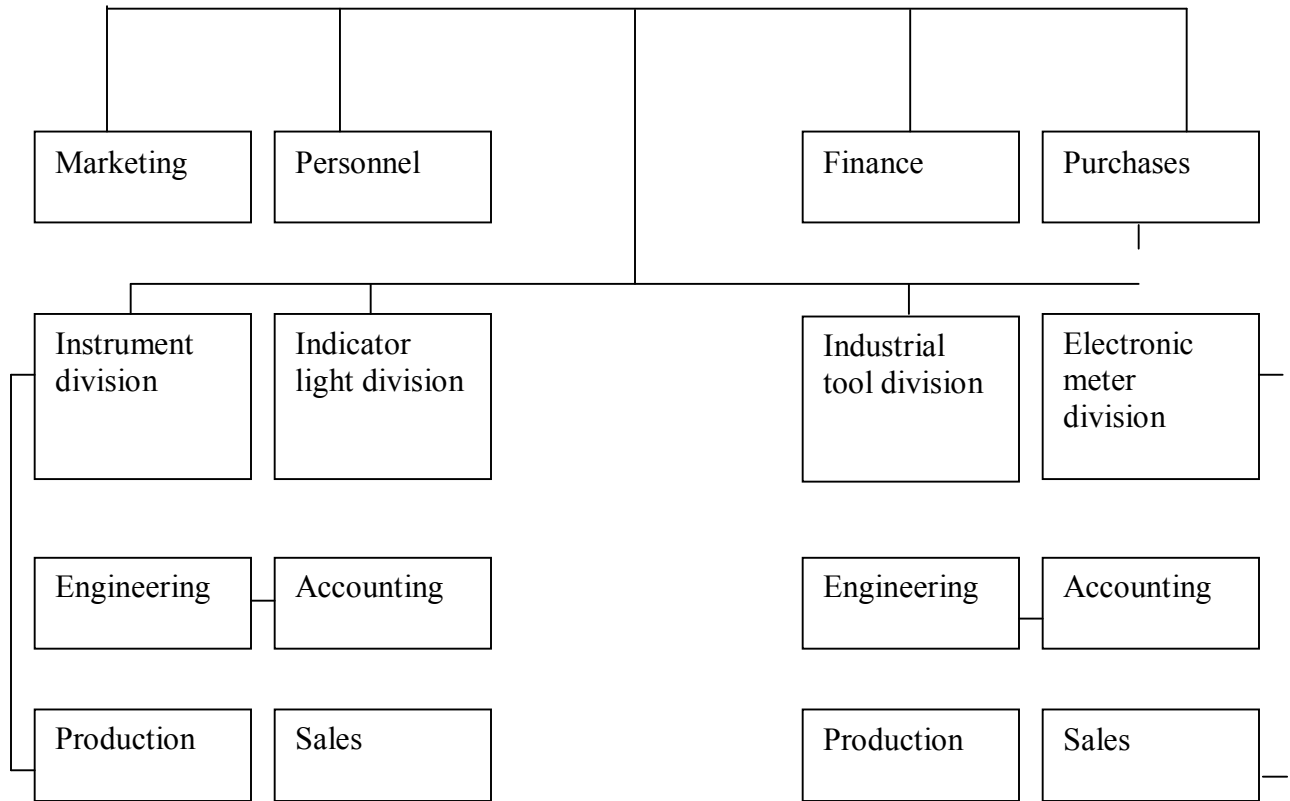 Marketing
Personnel
Finance
Purchases
Instrument
division
Indicator
light division
Industrial
tool division
Electronic
meter
division
Engineering
Accounting
Engineering
Accounting
Production
Sales
Production
Sales